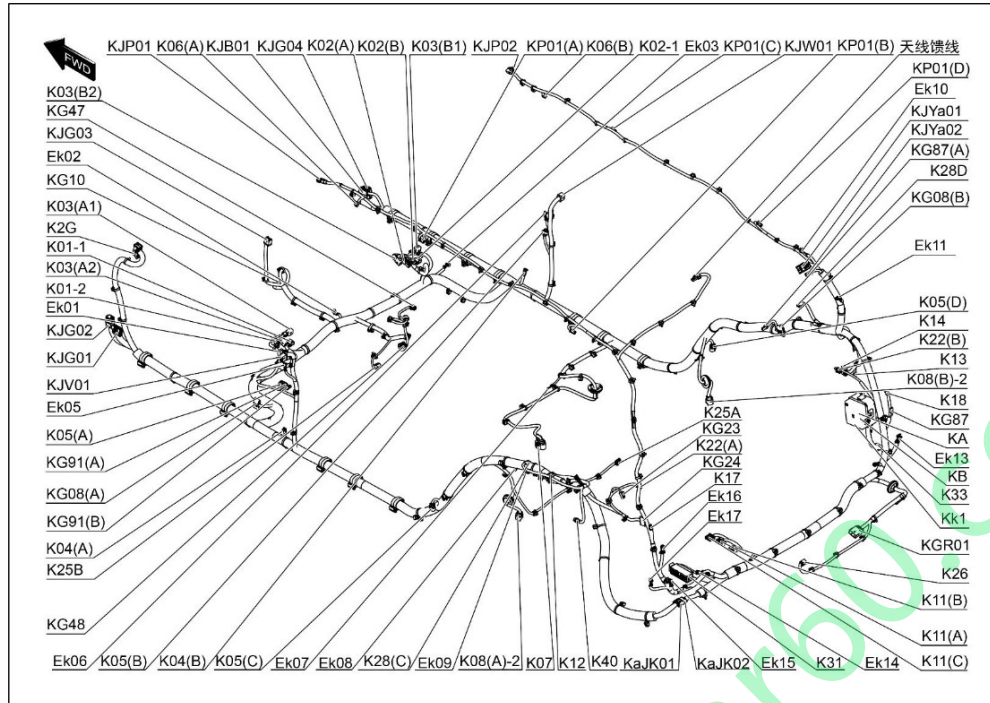 KJP01 K06(A) KJB01 KJG04 K02(A) K02(B) K03(B1) KJP02 KP01(A) K06(B) K02-1 Ek03 KP01(C) KJW01 KP01(B) 天线馈线
FWD
K03(B2)
KG47
KJG03
Ek02
KG10
K03(A1)
K2G
K01-1
K03(A2)
K01-2
Ek01
KJG02
KJG01
KJV01
Ek05
K05(A)
KG91(A)
KG08(A)
KG91(B)
K04(A)
K25B
KG48
KP01(D)
Ek10
KJYa01
KJYa02
KG87(A)
K28D
KG08(B)
Ek11
K05(D)
K14
K22(B)
K13
K08(B)-2
K18
K25A
KG87
KG23
KA
K22(A)
Ek13
KG24
KB
K17
K33
Ek16
Kk1
Ek17
KGR01
K26
K11(B)
K11(A)
Ek06 K05(B) K04(B) K05(C) Ek07 Ek08 K28(C) Ek09 K08(A)-2 K07 K12 K40 KaJK01 KaJK02 Ek15 K31 Ek14 K11(C)
r60.c